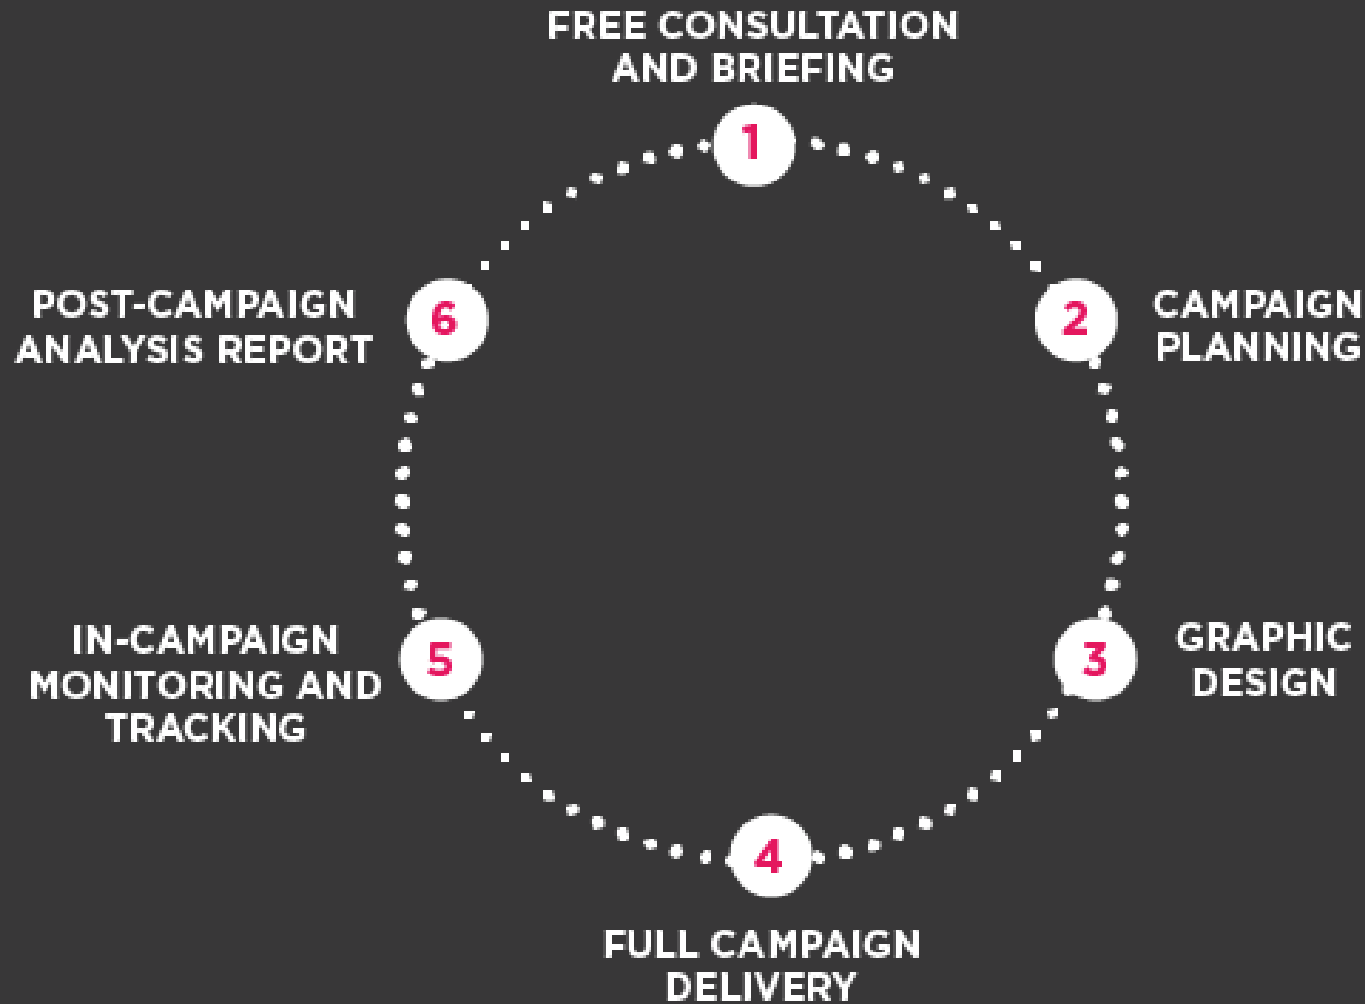 FREE CONSULTATION
AND BRIEFING
1
2
CAMPAIGN
PLANNING
3
GRAPHIC
DESIGN
4
FULL CAMPAIGN
DELIVERY
5
IN-CAMPAIGN
MONITORING AND
TRACKING
6
POST-CAMPAIGN
ANALYSIS REPORT